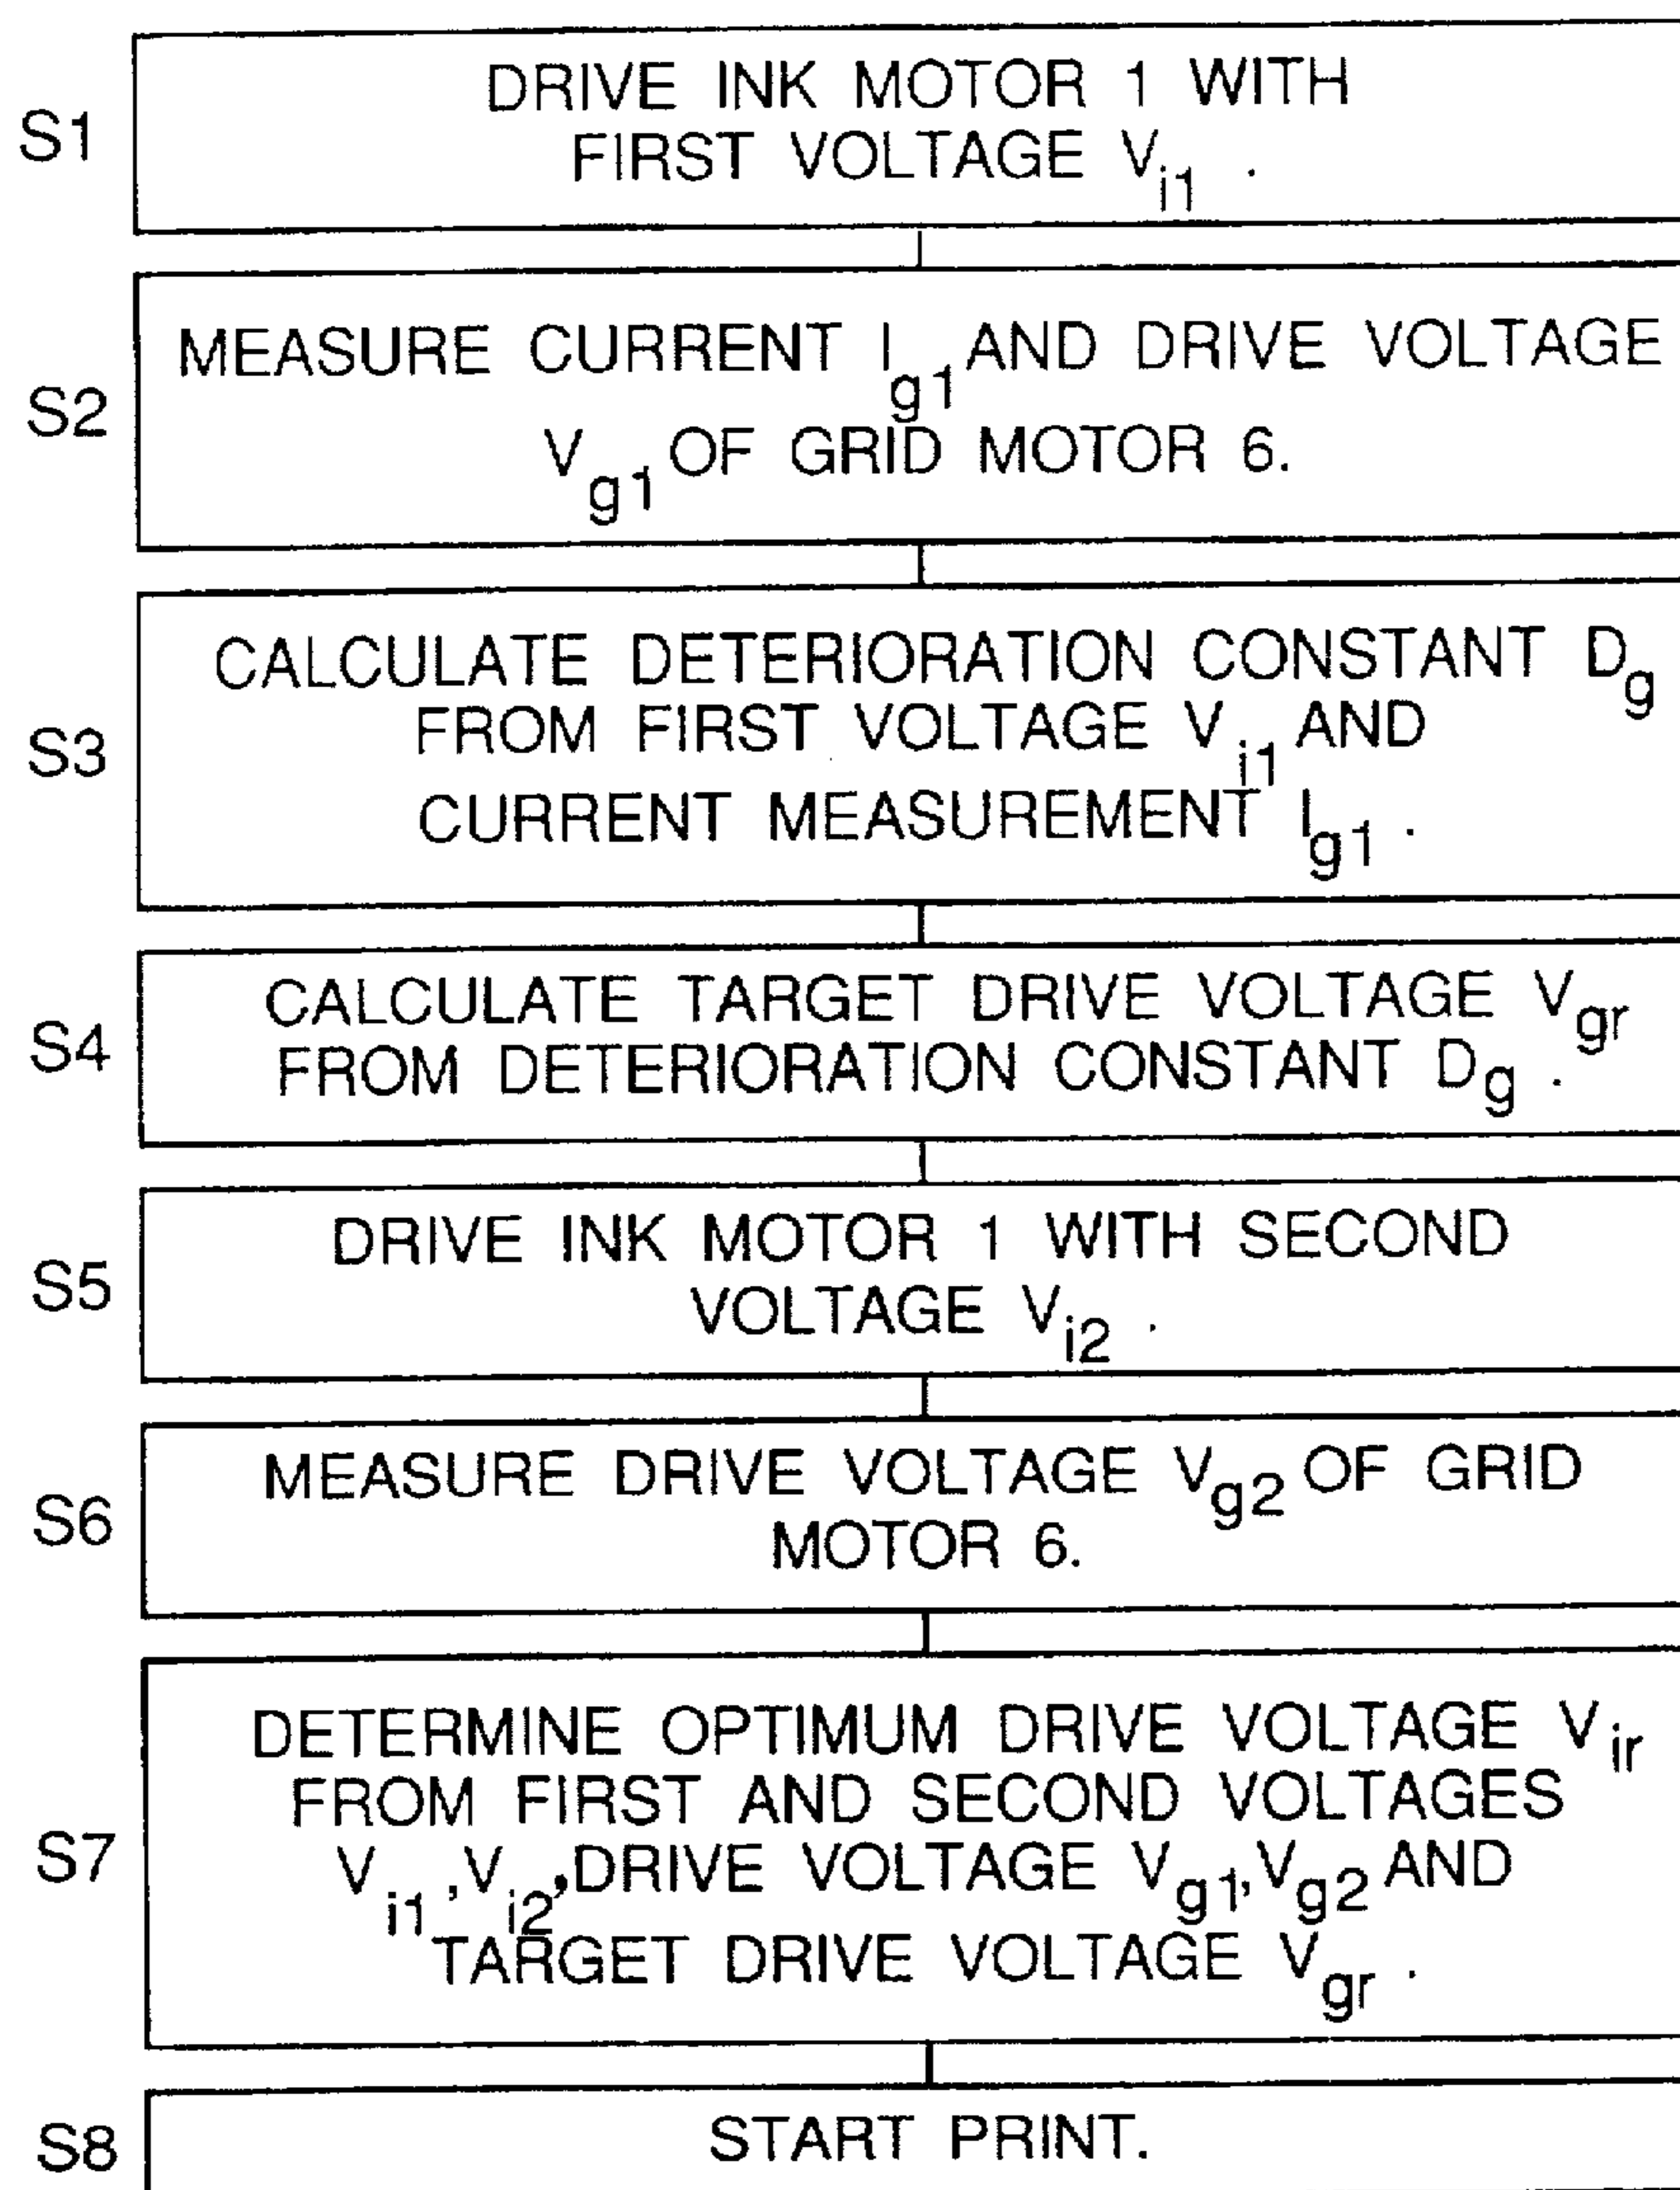 S1
DRIVE INK MOTOR 1 WITH
FIRST VOLTAGE Vi1 .
S2
MEASURE CURRENT Ig1 AND DRIVE VOLTAGE
Vg1 OF GRID MOTOR 6.
S3
CALCULATE DETERIORATION CONSTANT Dg
FROM FIRST VOLTAGE Vi1 AND
CURRENT MEASUREMENT Ig1 .
S4
CALCULATE TARGET DRIVE VOLTAGE Vgr
FROM DETERIORATION CONSTANT Dg .
S5
DRIVE INK MOTOR 1 WITH SECOND
VOLTAGE Vi2 .
S6
MEASURE DRIVE VOLTAGE Vg2 OF GRID
MOTOR 6.
S7
DETERMINE OPTIMUM DRIVE VOLTAGE Vir
FROM FIRST AND SECOND VOLTAGES
Vi1 ,Vi2,DRIVE VOLTAGE Vg1,Vg2 AND
TARGET DRIVE VOLTAGE Vgr .
S8
START PRINT.